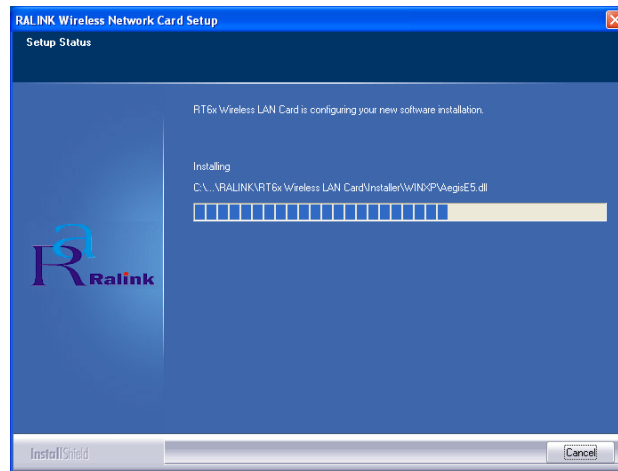 RALINK Wireless Network Card Setup
Setup Status
RT6x Wireless LAN Card is configuring your new software installation.
Installing
C:\...\RALINK\RT6x Wireless LAN Card\Installer\WINXP\AegisE5.dll
Ra
Ralink
InstallShield
Cancel